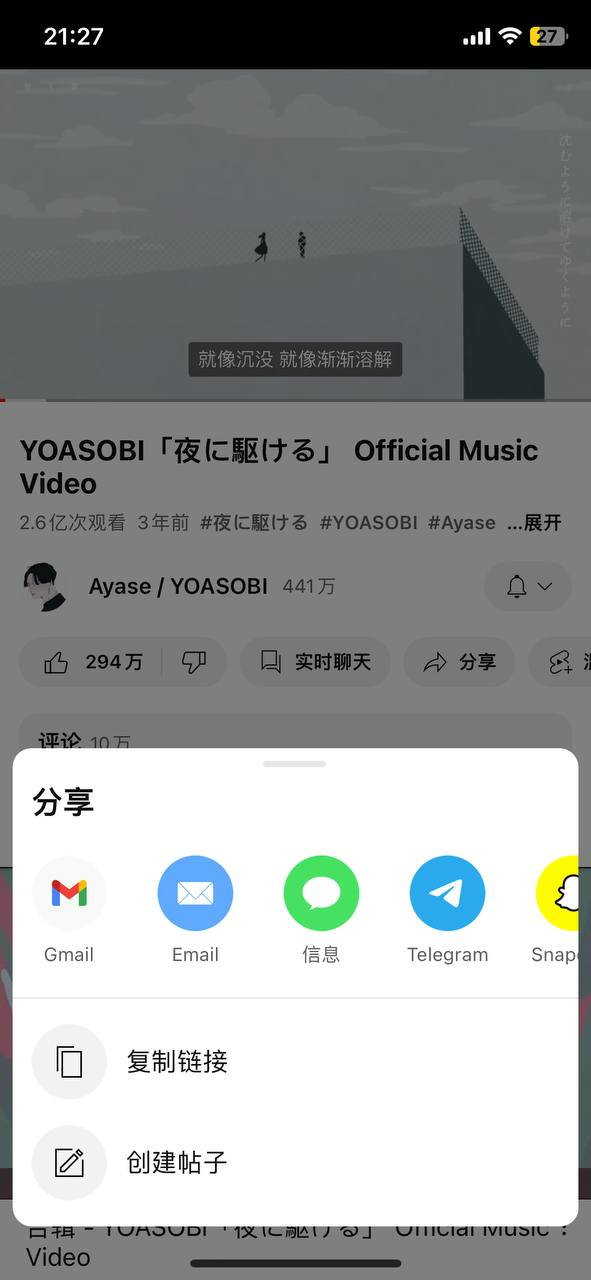 21:27
27
沈むように溶けてゆくように
就像沉没 就像渐渐溶解
YOASOBI「夜に駆ける」 Official Music
Video
2.6亿次观看 3年前 #夜に駆ける #YOASOBI #Ayase ...展开
Ayase / YOASOBI 441万
294万 实时聊天 分享
评论 10万
分享
Gmail Email 信息 Telegram Snap
复制链接
创建帖子
合辑 - YOASOBI「夜に駆ける」 Official Music
Video